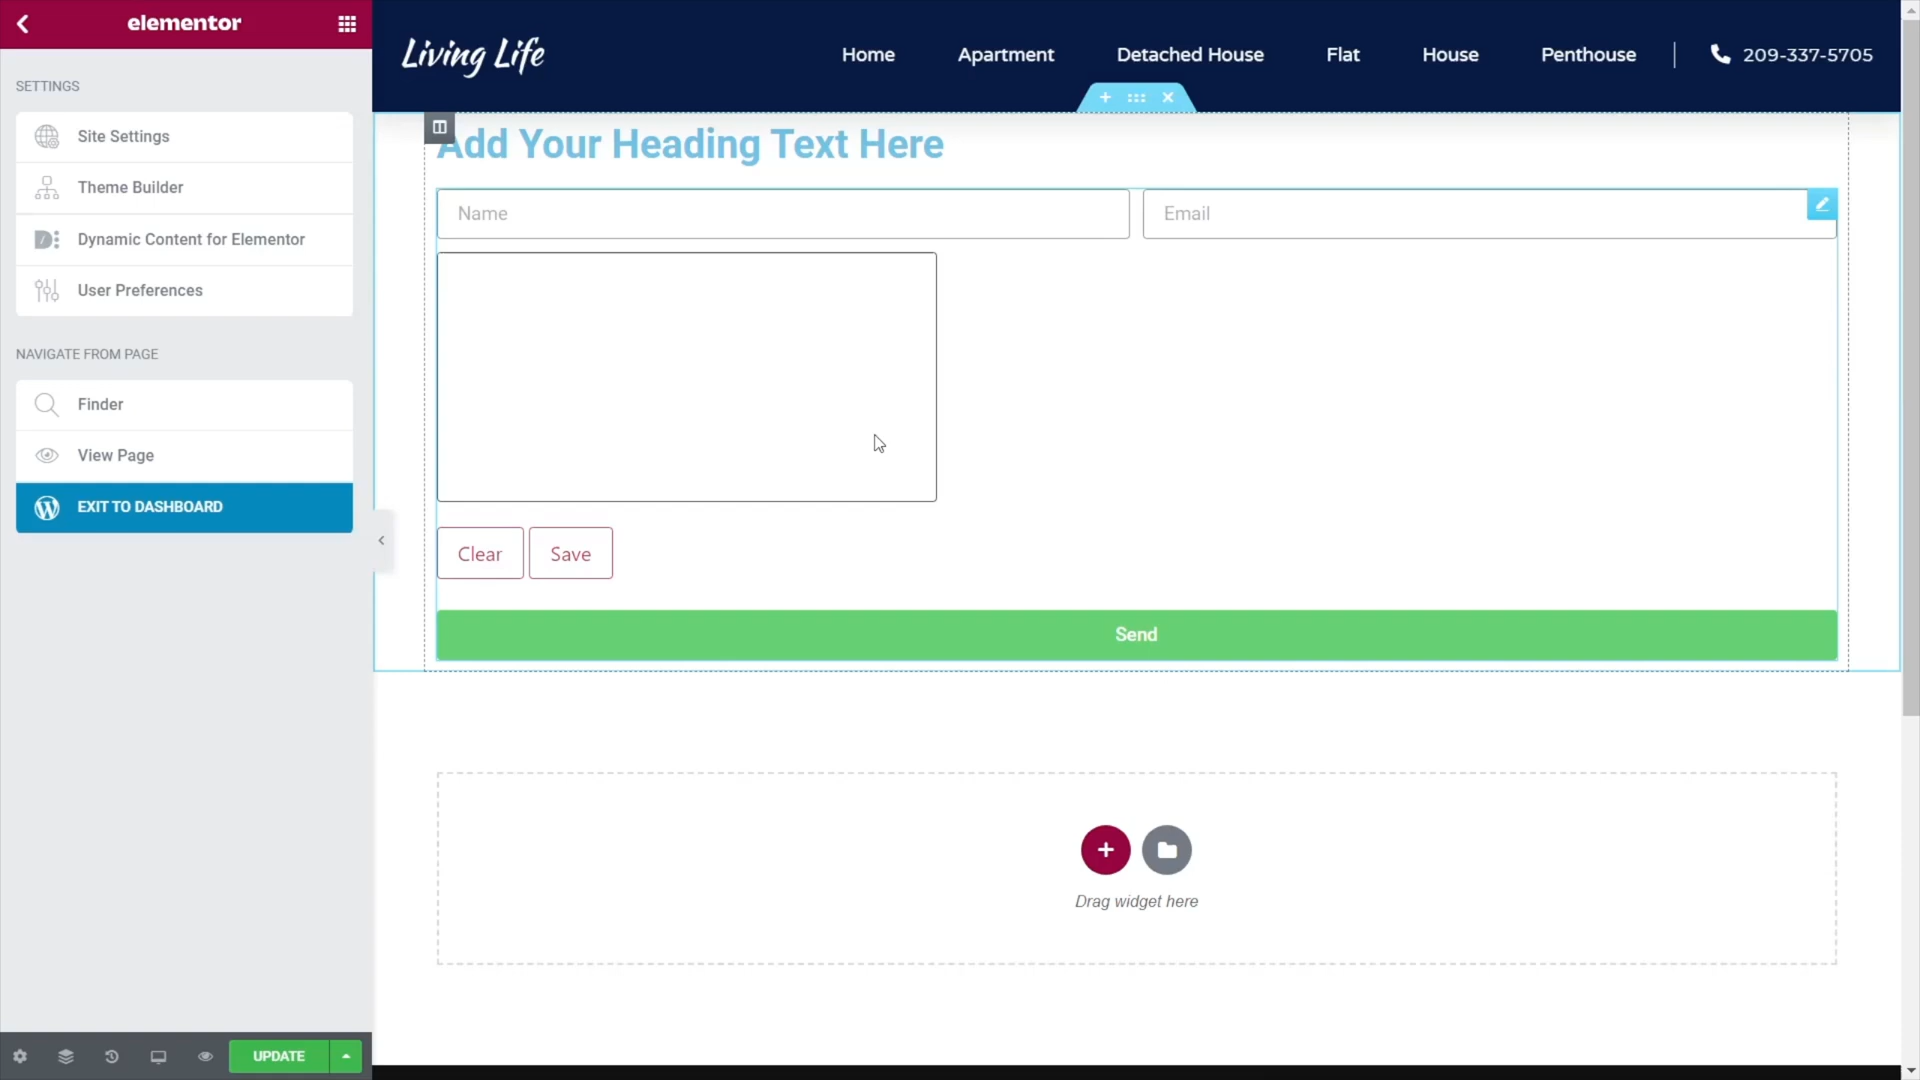 elementor
SETTINGS
Site Settings
Theme Builder
Dynamic Content for Elementor
User Preferences
NAVIGATE FROM PAGE
Finder
View Page
EXIT TO DASHBOARD
UPDATE
Living Life
Home Apartment Detached House Flat House Penthouse 209-337-5705
Add Your Heading Text Here
Name Email
Clear Save
Send
Drag widget here